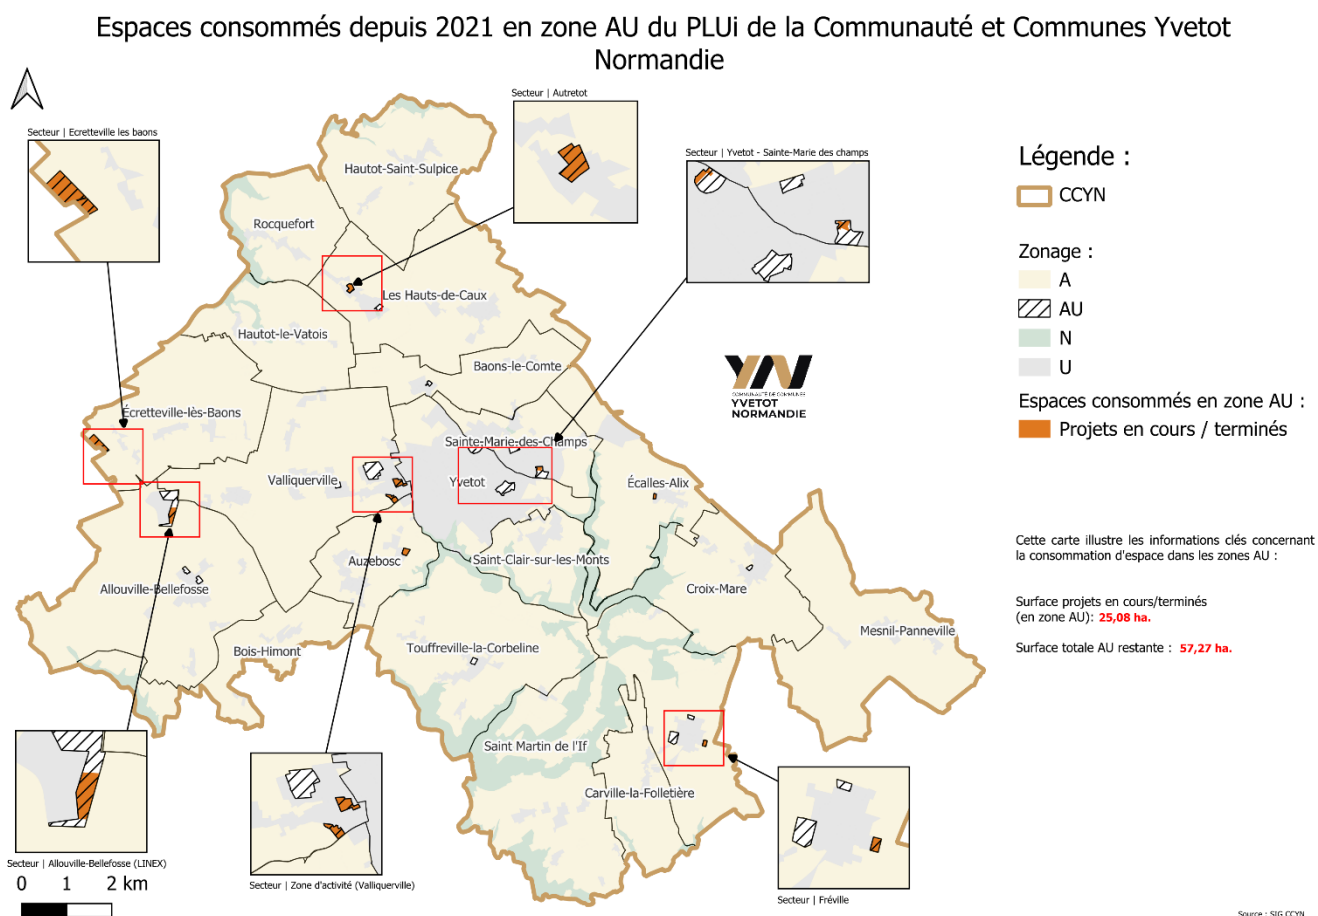 Espaces consommés depuis 2021 en zone AU du PLUi de la Communauté et Communes Yvetot
Normandie
Secteur | Ecretteville les baons
Secteur | Autretot
Secteur | Yvetot - Sainte-Marie des champs
Hautot-Saint-Sulpice
Rocquefort
Les Hauts-de-Caux
Hautot-le-Vatois
Baons-le-Comte
Écretteville-lès-Baons
Sainte-Marie-des-Champs
Valliquerville
Yvetot
Écalles-Alix
Auzebosc
Saint-Clair-sur-les-Monts
Allouville-Bellefosse
Croix-Mare
Mesnil-Panneville
Bois-Himont
Touffreville-la-Corbeline
Saint Martin de l'If
Carville-la-Folletière
Secteur | Allouville-Bellefosse (LINEX)
Secteur | Zone d'activité (Valliquerville)
Secteur | Fréville
0 1 2 km
COMMUNAUTÉ DE COMMUNES
YVETOT
NORMANDIE
Légende :
CCYN
Zonage :
A
AU
N
U
Espaces consommés en zone AU :
Projets en cours / terminés
Cette carte illustre les informations clés concernant
la consommation d'espace dans les zones AU :
Surface projets en cours/terminés
(en zone AU): 25,08 ha.
Surface totale AU restante : 57,27 ha.
Source : SIG CCYN